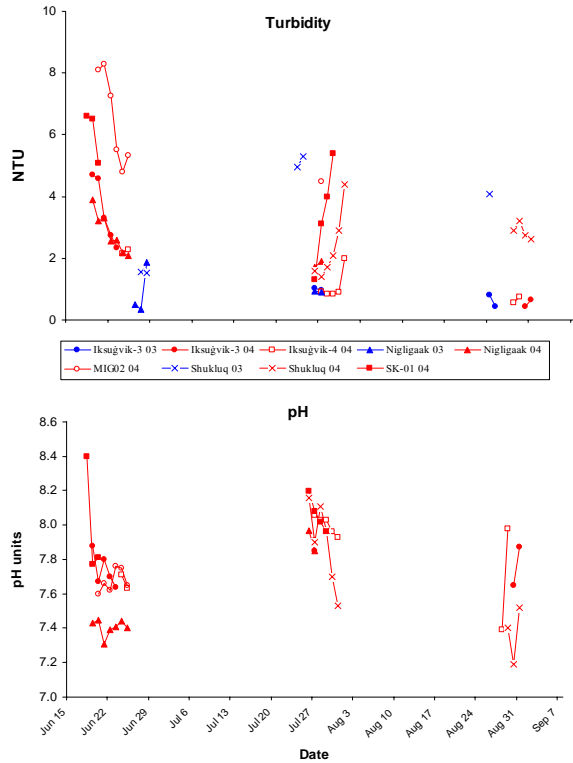 Turbidity
10
8
6
4
2
0
NTU
Iksuġvik-3 03 Iksuġvik-3 04 Iksuġvik-4 04 Nigligaak 03 Nigligaak 04
MIG02 04 Shukluq 03 Shukluq 04 SK-01 04
pH
8.6
8.4
8.2
8.0
7.8
7.6
7.4
7.2
7.0
pH units
Jun 15 Jun 22 Jun 29 Jul 6 Jul 13 Jul 20 Jul 27 Aug 3 Aug 10 Aug 17 Aug 24 Aug 31 Sep 7
Date